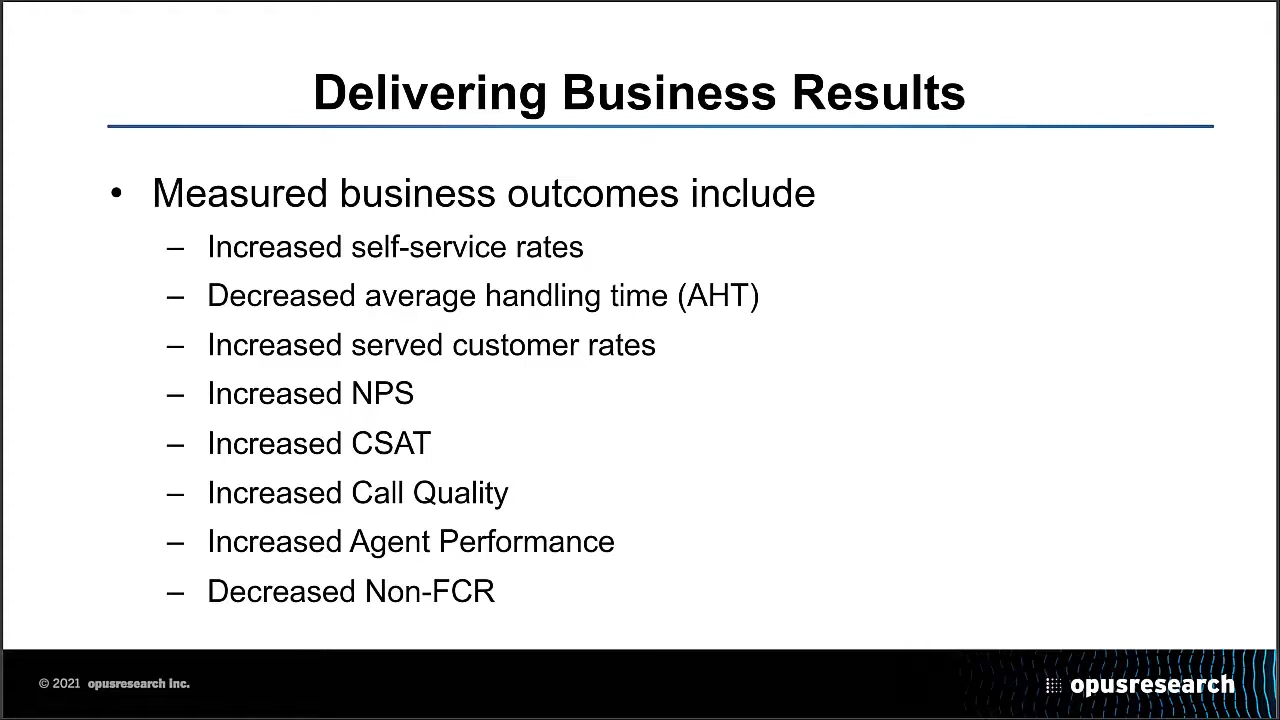 Delivering Business Results
• Measured business outcomes include
– Increased self-service rates
– Decreased average handling time (AHT)
– Increased served customer rates
– Increased NPS
– Increased CSAT
– Increased Call Quality
– Increased Agent Performance
– Decreased Non-FCR
© 2021 opusresearch Inc.
opusresearch